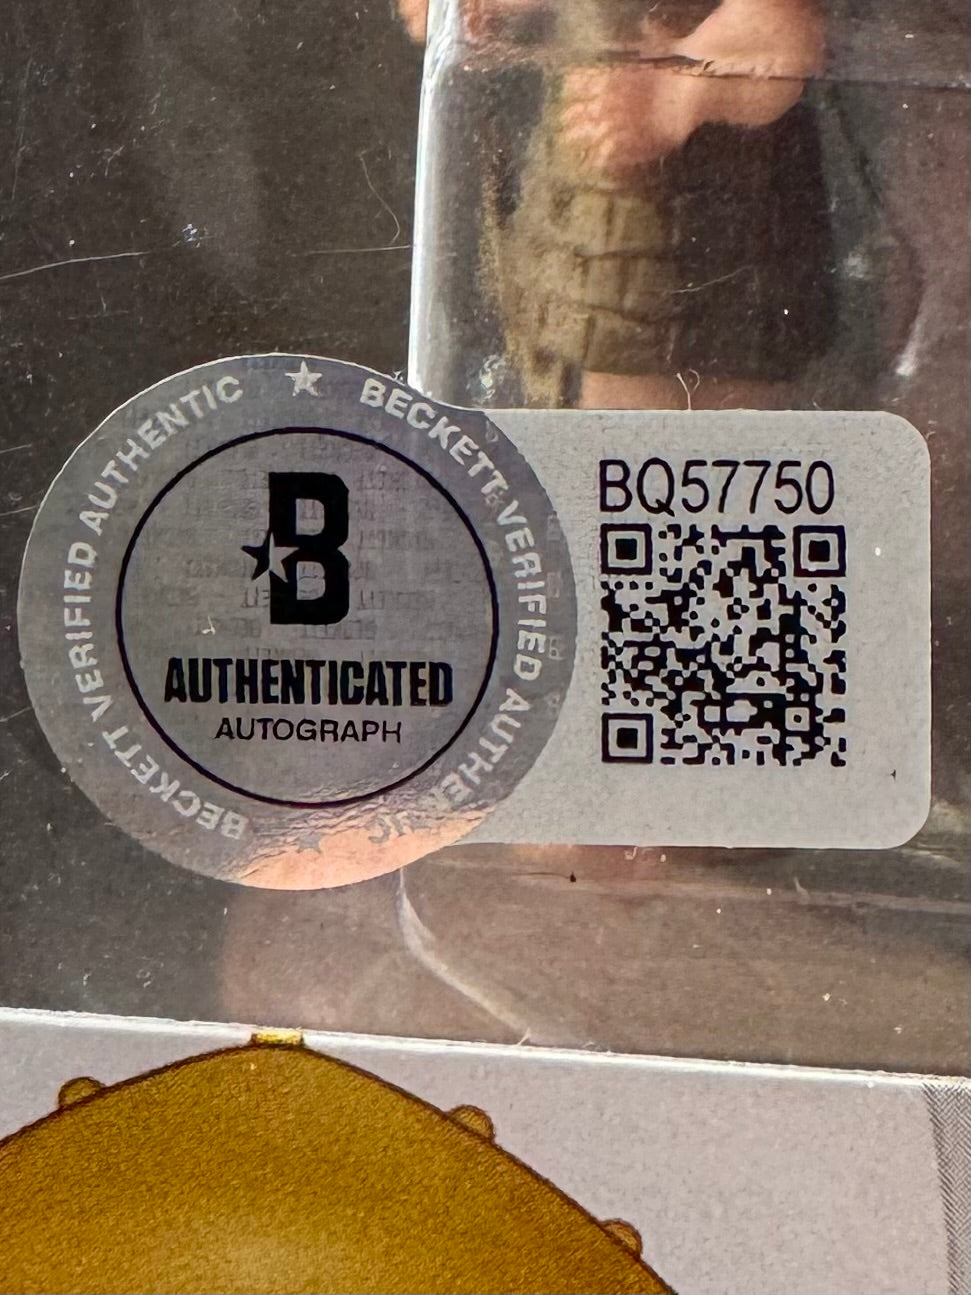 BECKETT VERIFIED AUTHENTIC ★ BECKETT VERIFIED AUTHENTIC
B
AUTHENTICATED
AUTOGRAPH
BQ57750